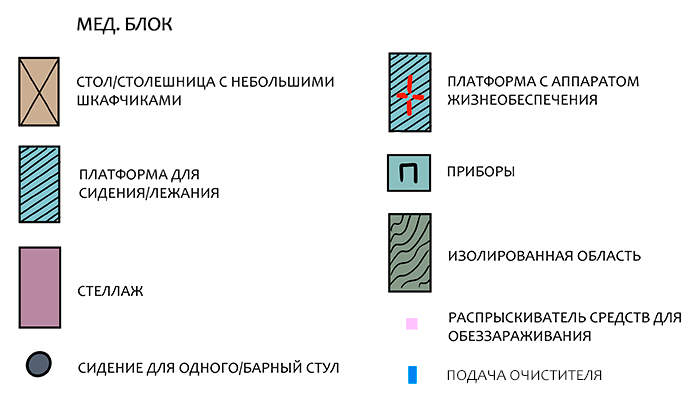 МЕД. БЛОК
СТОЛ/СТОЛЕШНИЦА С НЕБОЛЬШИМИ
ШКАФЧИКАМИ
ПЛАТФОРМА ДЛЯ
СИДЕНИЯ/ЛЕЖАНИЯ
СТЕЛЛАЖ
СИДЕНИЕ ДЛЯ ОДНОГО/БАРНЫЙ СТУЛ
ПЛАТФОРМА С АППАРАТОМ
ЖИЗНЕОБЕСПЕЧЕНИЯ
П
ПРИБОРЫ
ИЗОЛИРОВАННАЯ ОБЛАСТЬ
РАСПРЫСКИВАТЕЛЬ СРЕДСТВ ДЛЯ
ОБЕЗЗАРАЖИВАНИЯ
ПОДАЧА ОЧИСТИТЕЛЯ